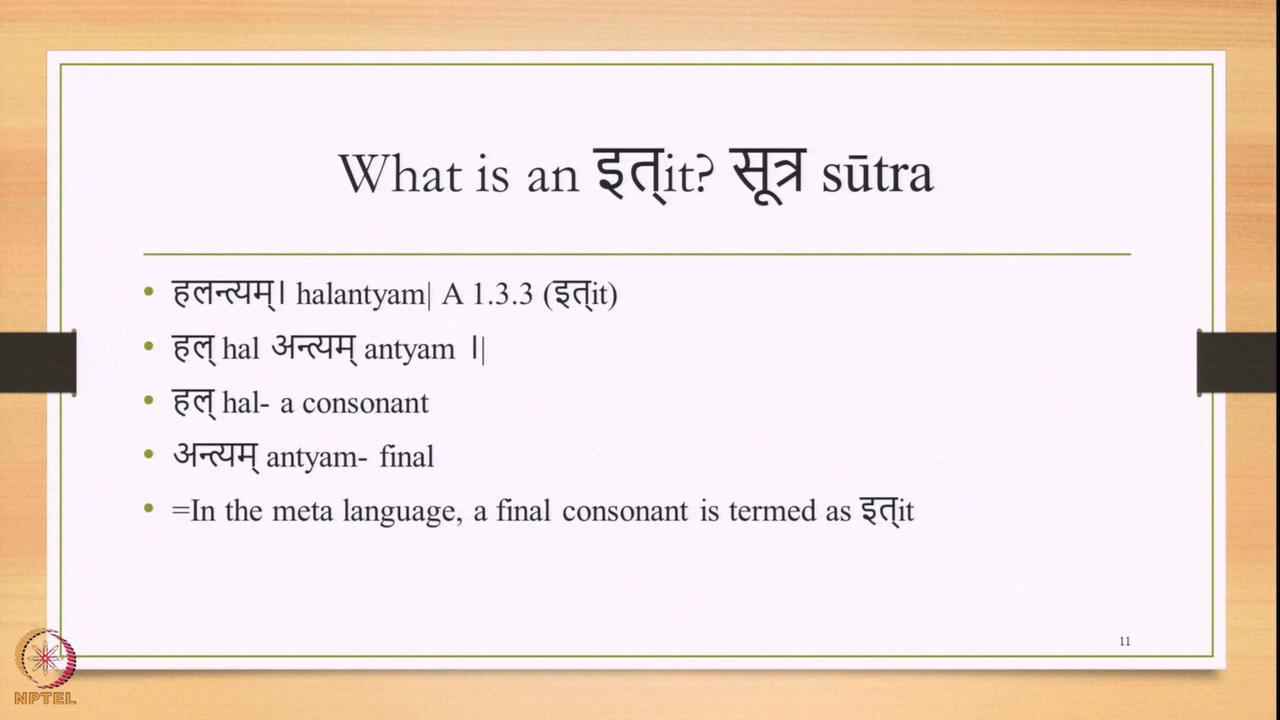 What is an इत्it? सूत्र sūtra
• हलन्त्यम्। halantyam| A 1.3.3 (इत्it)
• हल् hal अन्त्यम् antyam ।|
• हल् hal- a consonant
• अन्त्यम् antyam- final
• =In the meta language, a final consonant is termed as इत्it
11
NPTEL